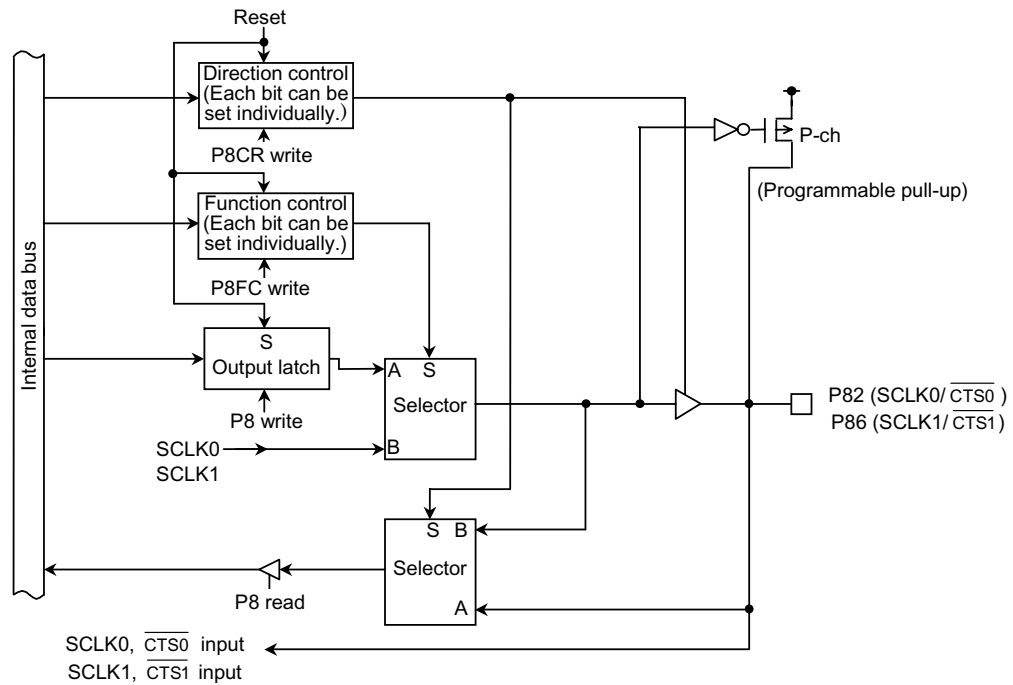 Reset
Direction control
(Each bit can be
set individually.)
P8CR write
P-ch
(Programmable pull-up)
Function control
(Each bit can be
set individually.)
P8FC write
Internal data bus
S
Output latch
P8 write
A S
Selector
B
SCLK0
SCLK1
P82 (SCLK0/ CTS0 )
P86 (SCLK1/ CTS1)
S B
Selector
A
P8 read
SCLK0, CTS0 input
SCLK1, CTS1 input